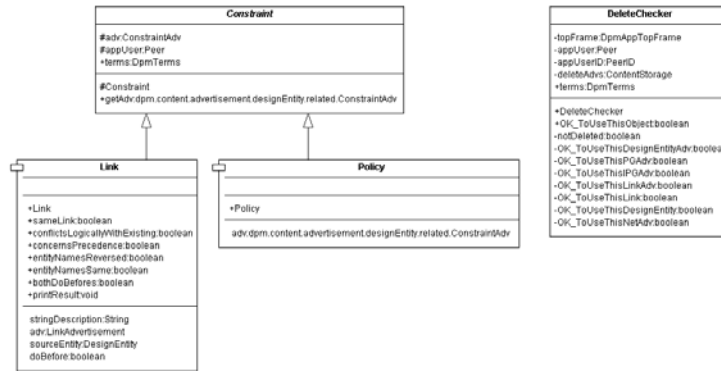 Constraint
#adv:ConstraintAdv
#appUser:Peer
+terms:DpmTerms
#Constraint
+getAdv:dpm.content.advertisement.designEntity.related.ConstraintAdv
Link
+Link
+sameLink:boolean
+conflictsLogicallyWithExisting:boolean
+concernsPrecedence:boolean
+entityNamesReversed:boolean
+entityNamesSame:boolean
+bothDoBefores:boolean
+printResult:void
stringDescription:String
adv:LinkAdvertisement
sourceEntity:DesignEntity
doBefore:boolean
Policy
+Policy
adv:dpm.content.advertisement.designEntity.related.ConstraintAdv
DeleteChecker
-topFrame:DpmAppTopFrame
-appUser:Peer
-appUserID:PeerID
-deleteAdvs:ContentStorage
+terms:DpmTerms
+DeleteChecker
+OK_ToUseThisObject:boolean
-notDeleted:boolean
-OK_ToUseThisDesignEntityAdv:boolea
-OK_ToUseThisPGAdv:boolean
-OK_ToUseThisIPGAdv:boolean
-OK_ToUseThisLinkAdv:boolean
-OK_ToUseThisLink:boolean
-OK_ToUseThisDesignEntity:boolean
-OK_ToUseThisNetAdv:boolean